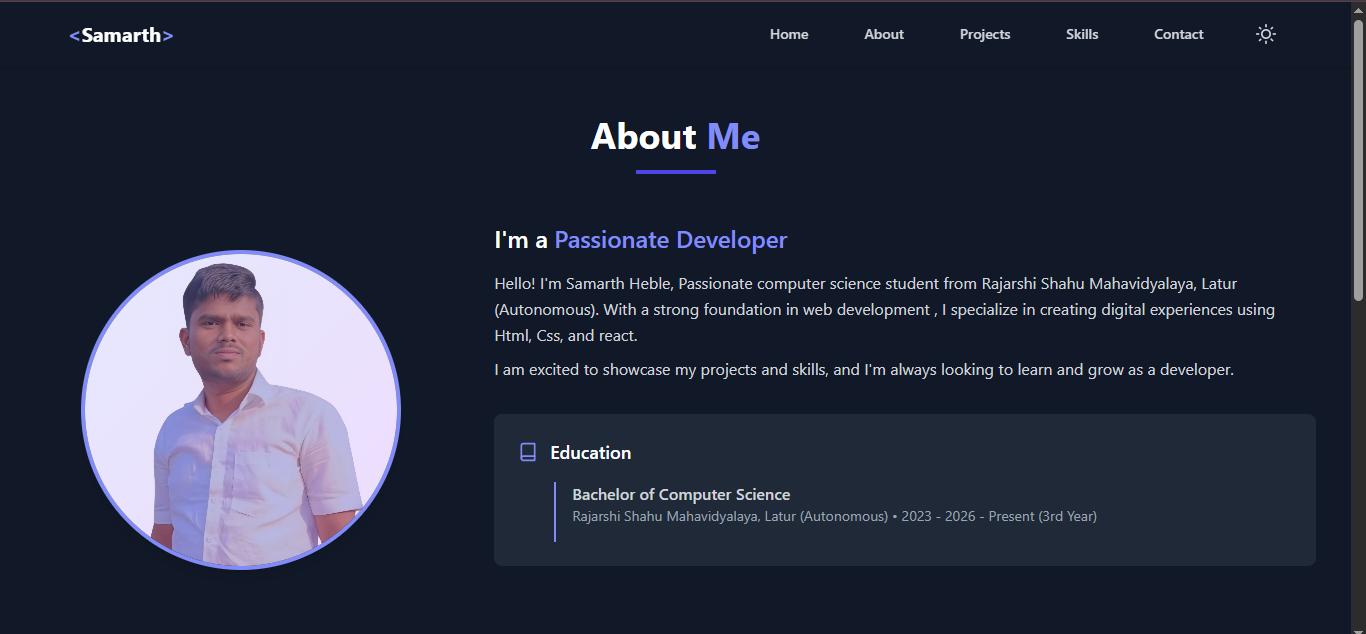 <Samarth>
Home About Projects Skills Contact
About Me
I'm a Passionate Developer
Hello! I'm Samarth Heble, Passionate computer science student from Rajarshi Shahu Mahavidyalaya, Latur
(Autonomous). With a strong foundation in web development , I specialize in creating digital experiences using
Html, Css, and react.
I am excited to showcase my projects and skills, and I'm always looking to learn and grow as a developer.
Education
Bachelor of Computer Science
Rajarshi Shahu Mahavidyalaya, Latur (Autonomous) • 2023 - 2026 - Present (3rd Year)